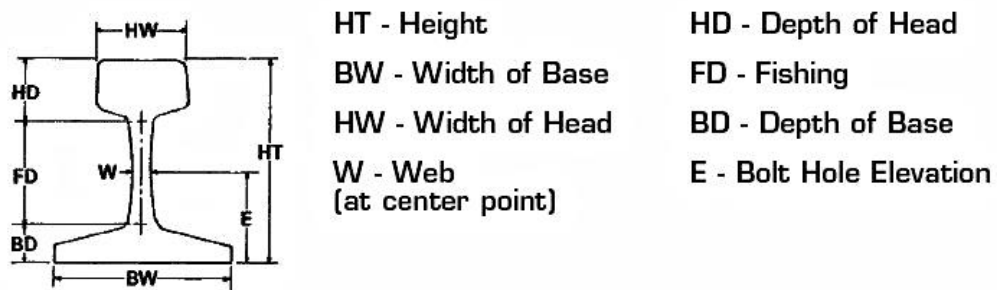 HW
HD
FD
BD
W
HT
E
BW
HT - Height
BW - Width of Base
HW - Width of Head
W - Web
(at center point)
HD - Depth of Head
FD - Fishing
BD - Depth of Base
E - Bolt Hole Elevation